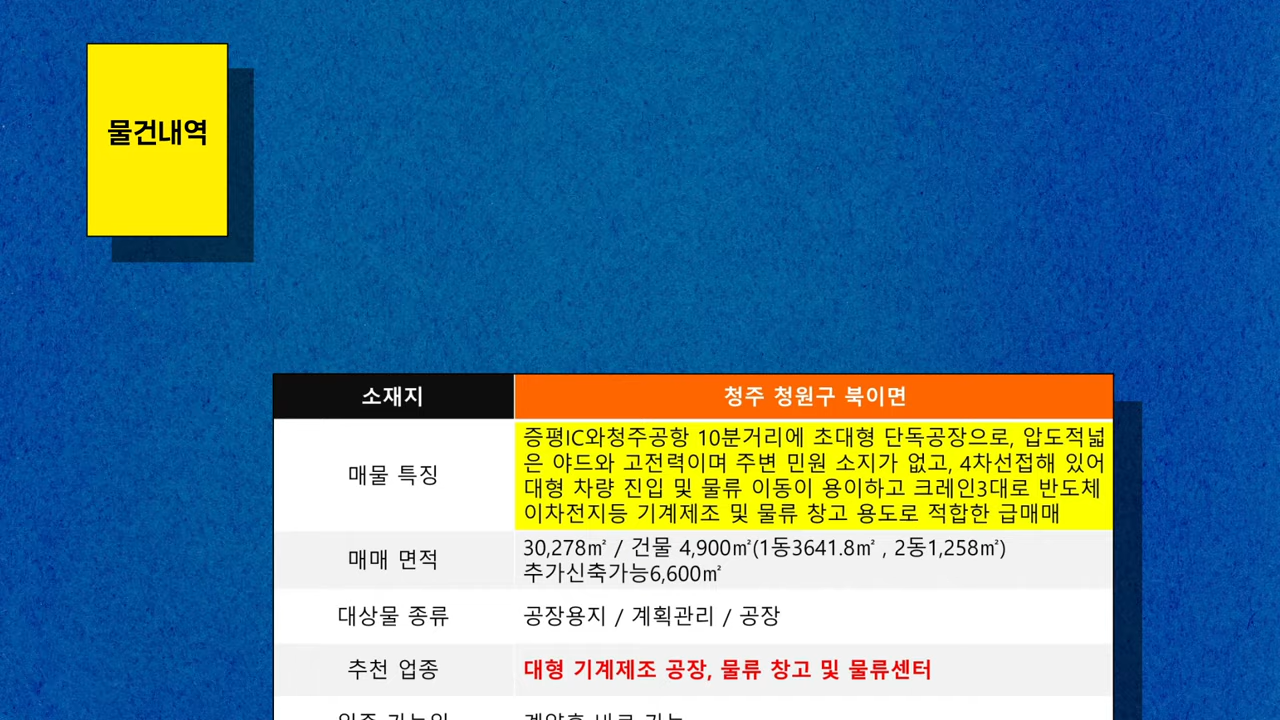 물건내역
소재지
청주 청원구 북이면
매물 특징
증평IC와청주공항 10분거리에 초대형 단독공장으로, 압도적넓
은 야드와 고전력이며 주변 민원 소지가 없고, 4차선접해 있어
대형 차량 진입 및 물류 이동이 용이하고 크레인3대로 반도체
이차전지등 기계제조 및 물류 창고 용도로 적합한 급매매
매매 면적
30,278㎡ / 건물 4,900㎡(1동3641.8㎡ , 2동1,258㎡)
추가신축가능6,600㎡
대상물 종류
공장용지 / 계획관리 / 공장
추천 업종
대형 기계제조 공장, 물류 창고 및 물류센터